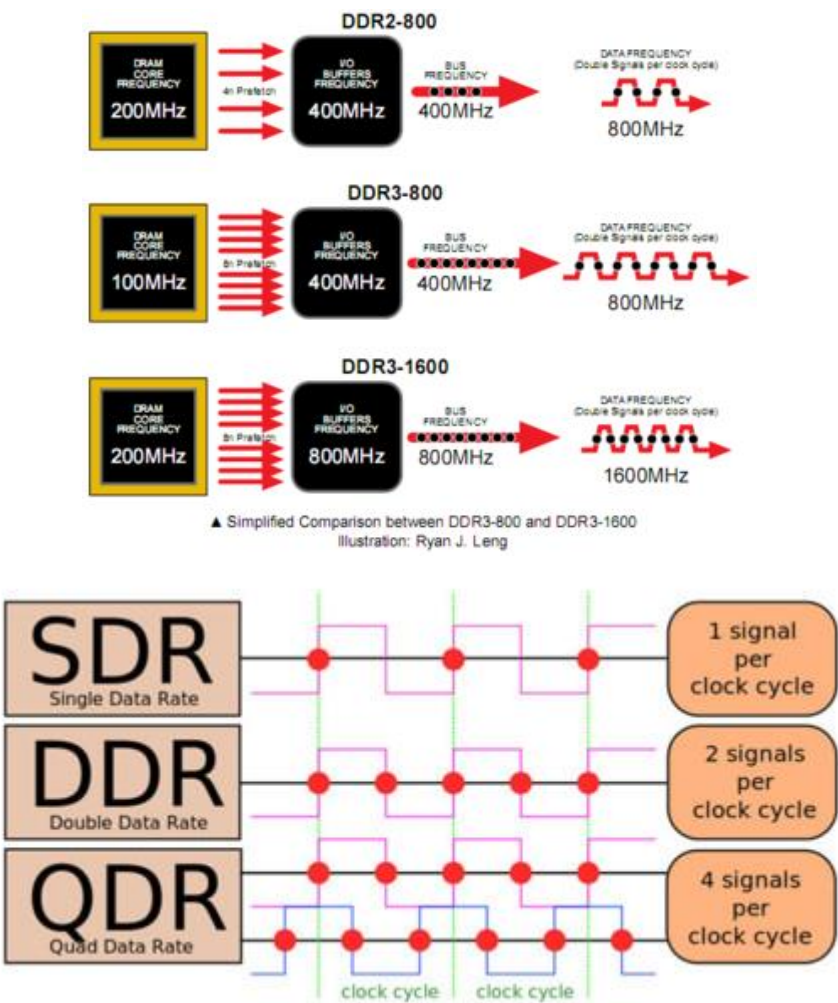 DDR2-800
DRAM
CORE
FREQUENCY
200MHz
4n Prefetch
I/O
BUFFERS
FREQUENCY
400MHz
BUS
FREQUENCY
400MHz
DATA FREQUENCY
(Double Signals per clock cycle)
800MHz
DDR3-800
DRAM
CORE
FREQUENCY
100MHz
8n Prefetch
I/O
BUFFERS
FREQUENCY
400MHz
BUS
FREQUENCY
400MHz
DATA FREQUENCY
(Double Signals per clock cycle)
800MHz
DDR3-1600
DRAM
CORE
FREQUENCY
200MHz
8n Prefetch
I/O
BUFFERS
FREQUENCY
800MHz
BUS
FREQUENCY
800MHz
DATA FREQUENCY
(Double Signals per clock cycle)
1600MHz
▲ Simplified Comparison between DDR3-800 and DDR3-1600
Illustration: Ryan J. Leng
SDR
Single Data Rate
1 signal
per
clock cycle
DDR
Double Data Rate
2 signals
per
clock cycle
QDR
Quad Data Rate
4 signals
per
clock cycle
clock cycle
clock cycle